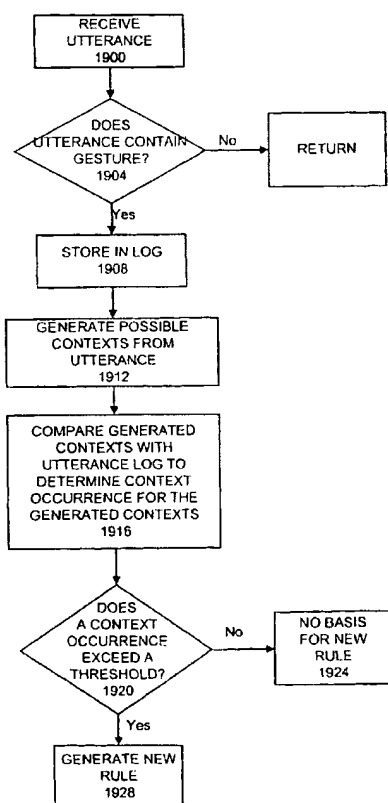 RECEIVE
UTTERANCE
1900
DOES
UTTERANCE CONTAIN
GESTURE?
1904
No
RETURN
Yes
STORE IN LOG
1908
GENERATE POSSIBLE
CONTEXTS FROM
UTTERANCE
1912
COMPARE GENERATED
CONTEXTS WITH
UTTERANCE LOG TO
DETERMINE CONTEXT
OCCURRENCE FOR THE
GENERATED CONTEXTS
1916
DOES
A CONTEXT
OCCURRENCE
EXCEED A
THRESHOLD?
1920
No
NO BASIS
FOR NEW
RULE
1924
Yes
GENERATE NEW
RULE
1928